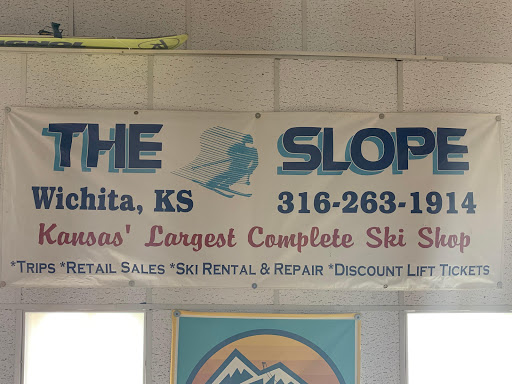 THE SLOPE
Wichita, KS 316-263-1914
Kansas' Largest Complete Ski Shop
*Trips *Retail Sales *Ski Rental & Repair *Discount Lift Tickets